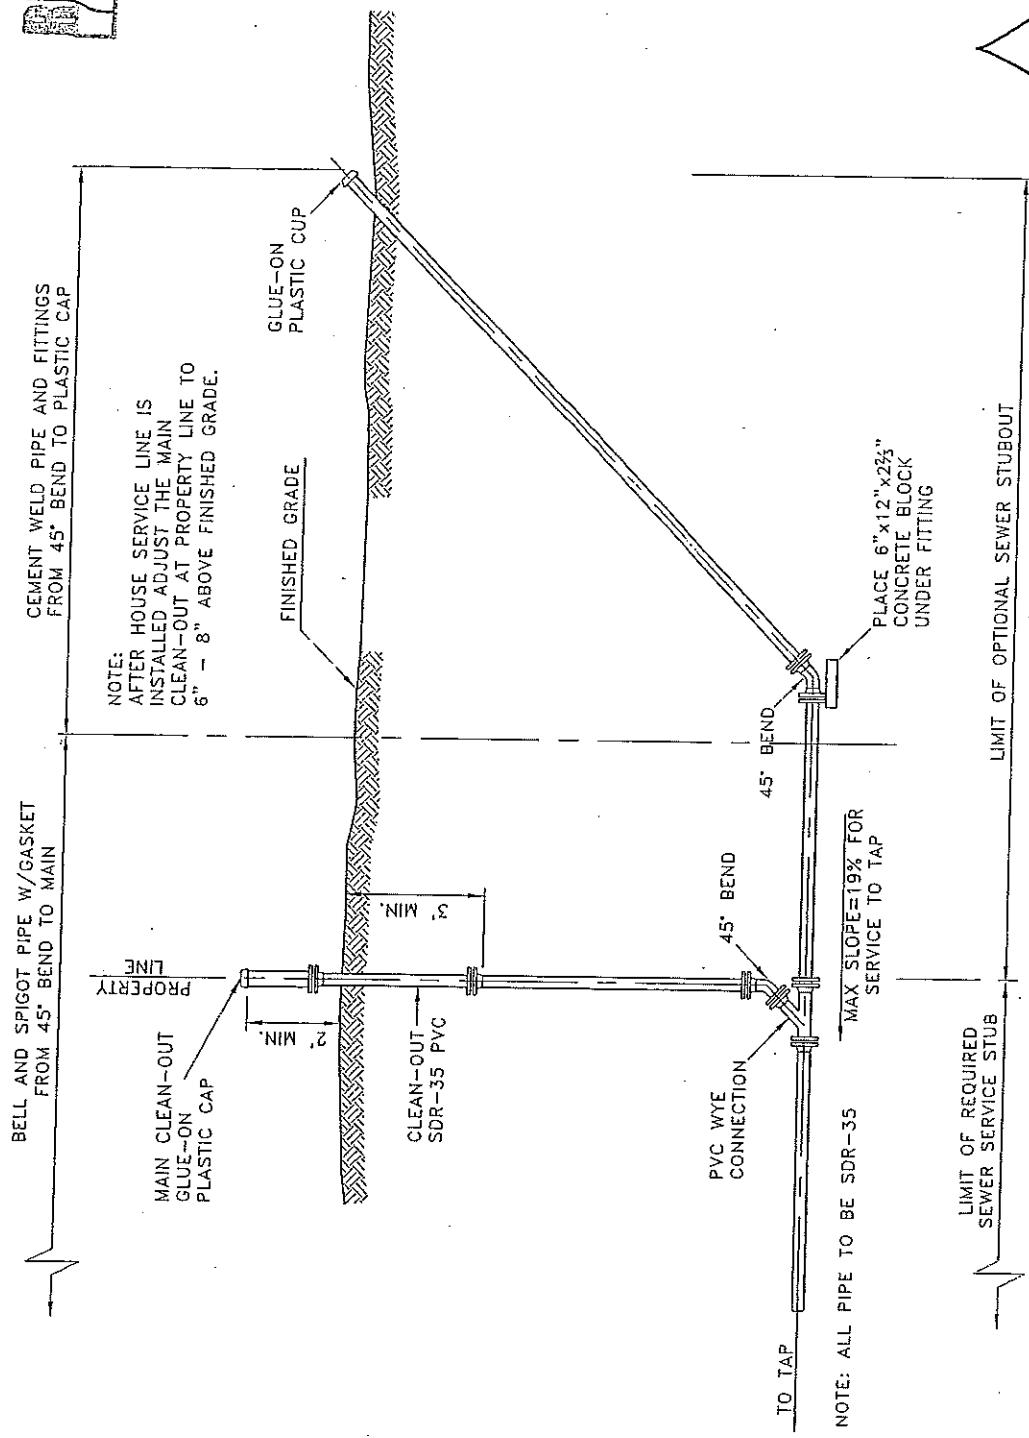 BELL AND SPIGOT PIPE W/GASKET
FROM 45° BEND TO MAIN
CEMENT WELD PIPE AND FITTINGS
FROM 45° BEND TO PLASTIC CAP
NOTE:
AFTER HOUSE SERVICE LINE IS
INSTALLED ADJUST THE MAIN
CLEAN-OUT AT PROPERTY LINE TO
6" - 8" ABOVE FINISHED GRADE.
PROPERTY
LINE
MAIN CLEAN-OUT
GLUE-ON
PLASTIC CAP
2' MIN.
3' MIN.
FINISHED GRADE
GLUE-ON
PLASTIC CUP
CLEAN-OUT
SDR-35 PVC
PVC WYE
CONNECTION
45° BEND
45° BEND
PLACE 6"x12"x2⅔"
CONCRETE BLOCK
UNDER FITTING
TO TAP
MAX SLOPE=19% FOR
SERVICE TO TAP
NOTE: ALL PIPE TO BE SDR-35
LIMIT OF REQUIRED
SEWER SERVICE STUB
LIMIT OF OPTIONAL SEWER STUBOUT